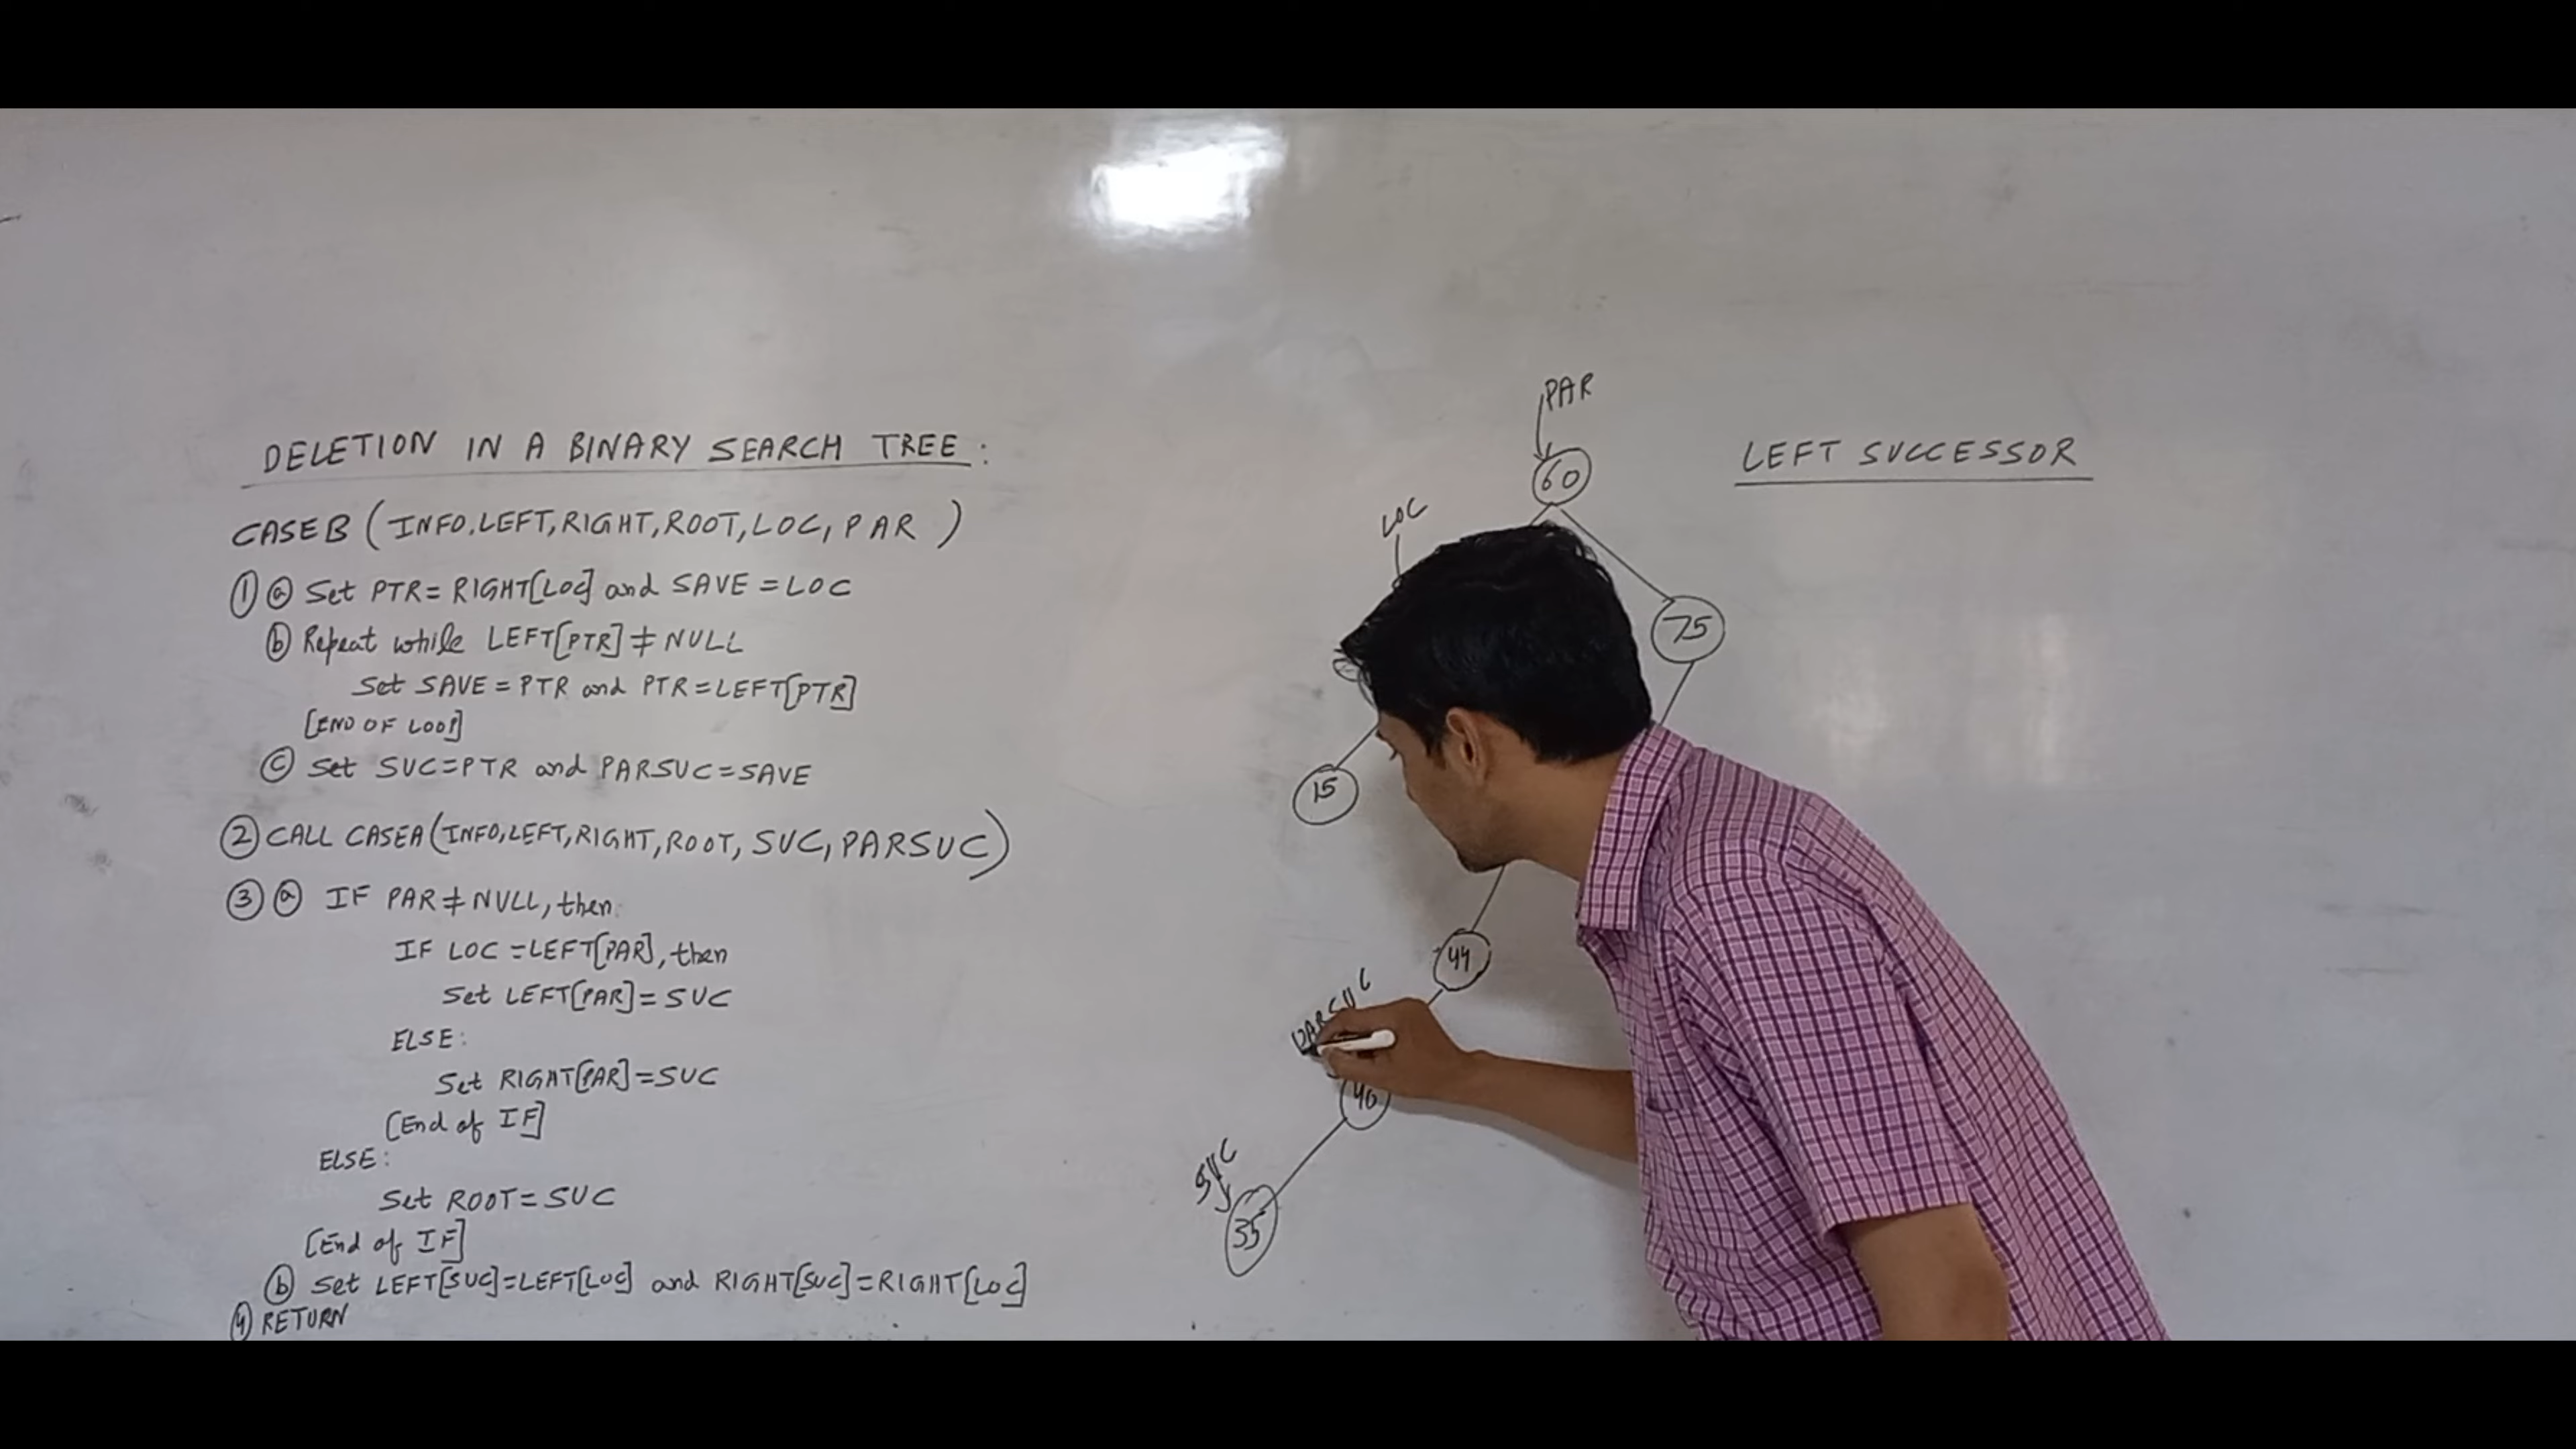 DELETION IN A BINARY SEARCH TREE:
CASEB (INFO,LEFT,RIGHT,ROOT,LOC, PAR )
① ⓐ Set PTR=RIGHT[LOC] and SAVE=LOC
ⓑ Repeat while LEFT[PTR]≠NULL
Set SAVE=PTR and PTR=LEFT[PTR]
[END OF LOOP]
ⓒ Set SUC=PTR and PARSUC=SAVE
② CALL CASEA(INFO,LEFT,RIGHT,ROOT, SUC, PARSUC)
③ ⓐ IF PAR≠NULL, then
IF LOC=LEFT[PAR], then
Set LEFT[PAR]=SUC
ELSE:
Set RIGHT[PAR]=SUC
[End of IF]
ELSE:
Set ROOT=SUC
[End of IF]
ⓑ Set LEFT[SUC]=LEFT[LOC] and RIGHT[SUC]=RIGHT[LOC]
④ RETURN
PAR
60
LOC
75
15
44
PARSUC
40
SUC
35
LEFT SUCCESSOR